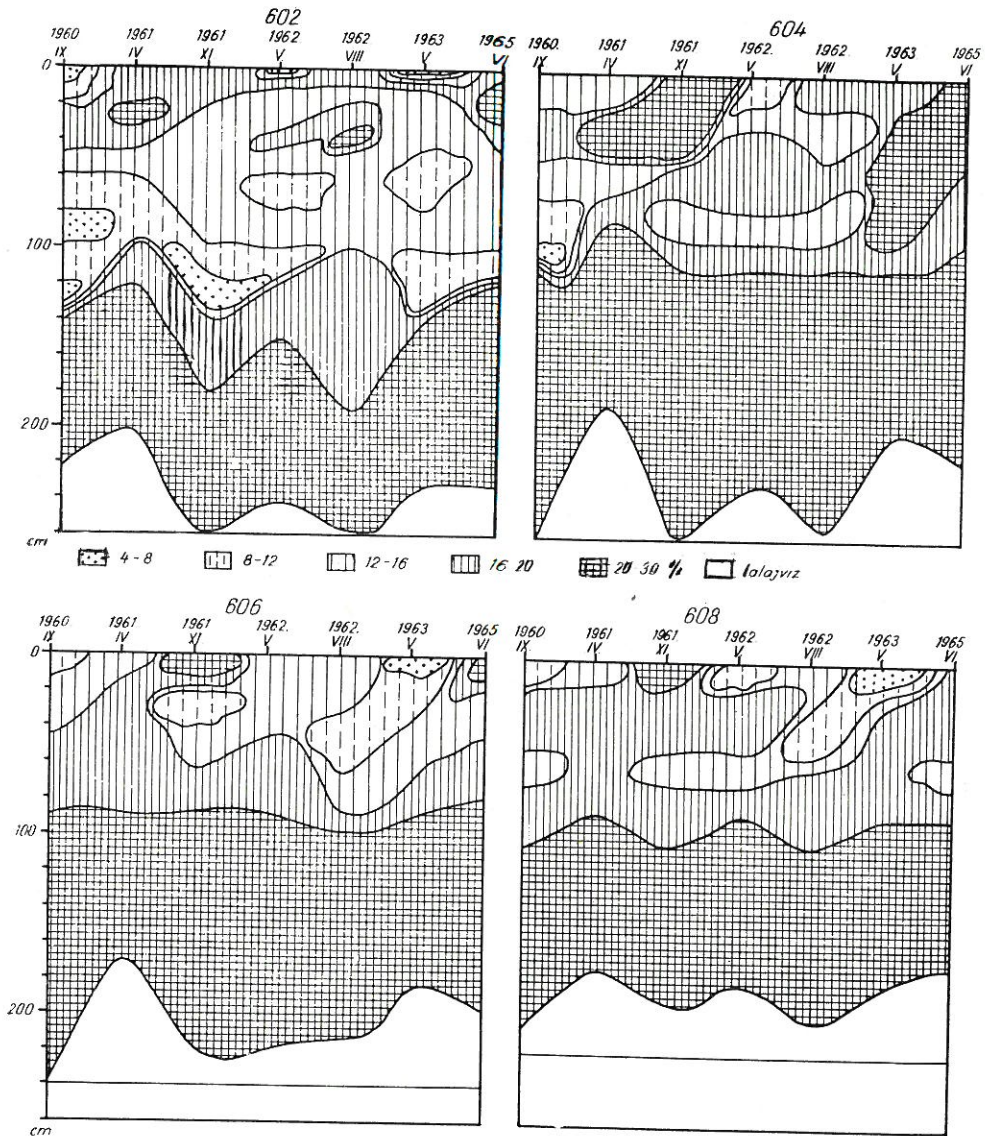 602
1960 1961 1961 1962 1962 1963 1965
IX IV XI V VIII V VI
604
1960. 1961 1961 1962. 1962. 1963 1965
IX IV XI V VIII V VI
0
100
200
cm
4-8 8-12 12-16 16 20 20 30 % talajvíz
606
1960 1961 1961 1962. 1962. 1963 1965
IX IV XI V VIII V VI
608
1960 1961 1961 1962 1962 1963 1965
IX IV XI. V VIII V VI
0
100
200
cm